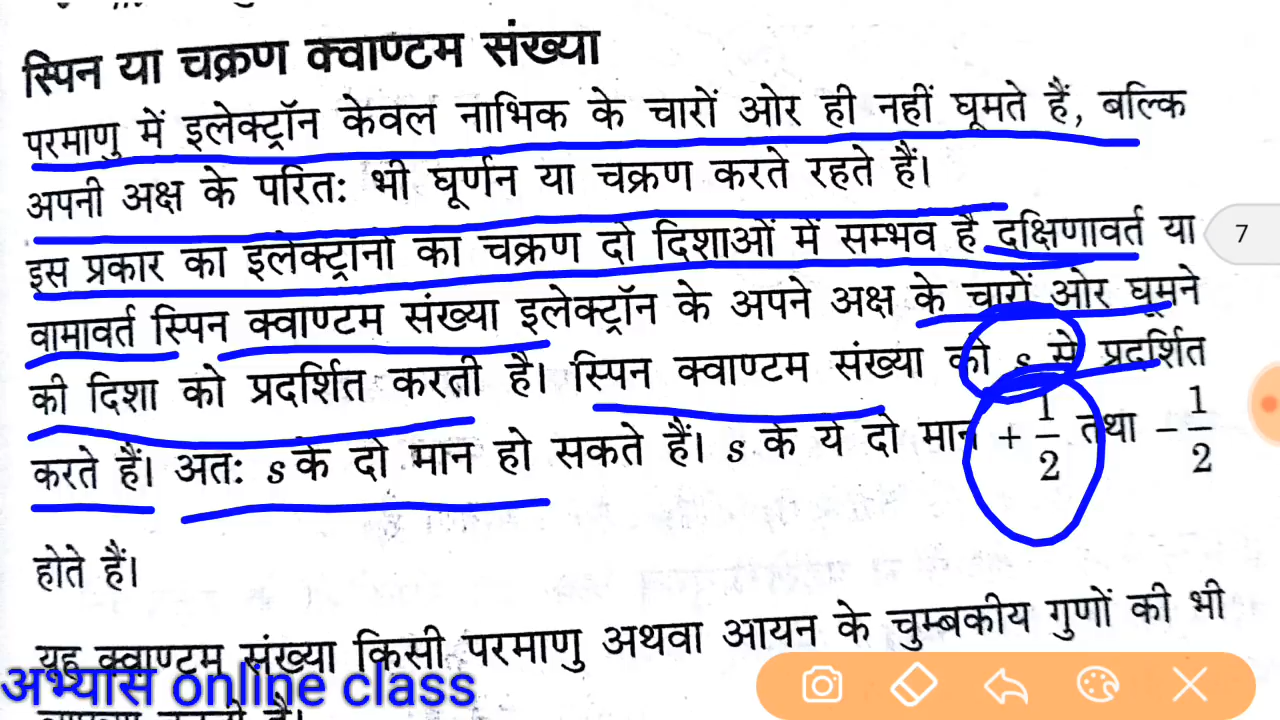 स्पिन या चक्रण क्वाण्टम संख्या
परमाणु में इलेक्ट्रॉन केवल नाभिक के चारों ओर ही नहीं घूमते हैं, बल्कि
अपनी अक्ष के परितः भी घूर्णन या चक्रण करते रहते हैं।
इस प्रकार का इलेक्ट्रानों का चक्रण दो दिशाओं में सम्भव है दक्षिणावर्त या
7
वामावर्त स्पिन क्वाण्टम संख्या इलेक्ट्रॉन के अपने अक्ष के चारों ओर घूमने
की दिशा को प्रदर्शित करती है। स्पिन क्वाण्टम संख्या को s से प्रदर्शित
करते हैं। अतः s के दो मान हो सकते हैं। s के ये दो मान + 1/2 तथा - 1/2
होते हैं।
यह क्वाण्टम संख्या किसी परमाणु अथवा आयन के चुम्बकीय गुणों की भी
अभ्यास online class